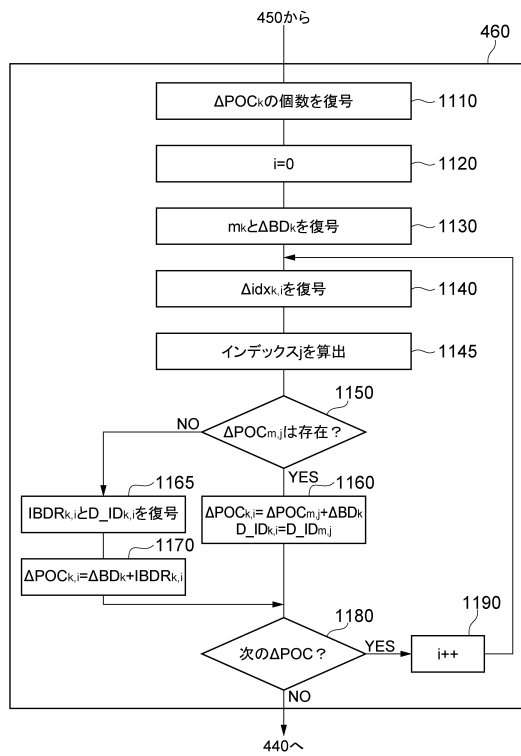 450から
460
ΔPOCkの個数を復号
1110
i=0
1120
mkとΔBDkを復号
1130
Δidxk,iを復号
1140
インデックスjを算出
1145
1150
ΔPOCm,jは存在？
NO
YES
1165
IBDRk,iとD_IDk,iを復号
1160
ΔPOCk,i= ΔPOCm,j+ΔBDk
D_IDk,i=D_IDm,j
1170
ΔPOCk,i=ΔBDk+IBDRk,i
1180
次のΔPOC？
YES
1190
i++
NO
440へ